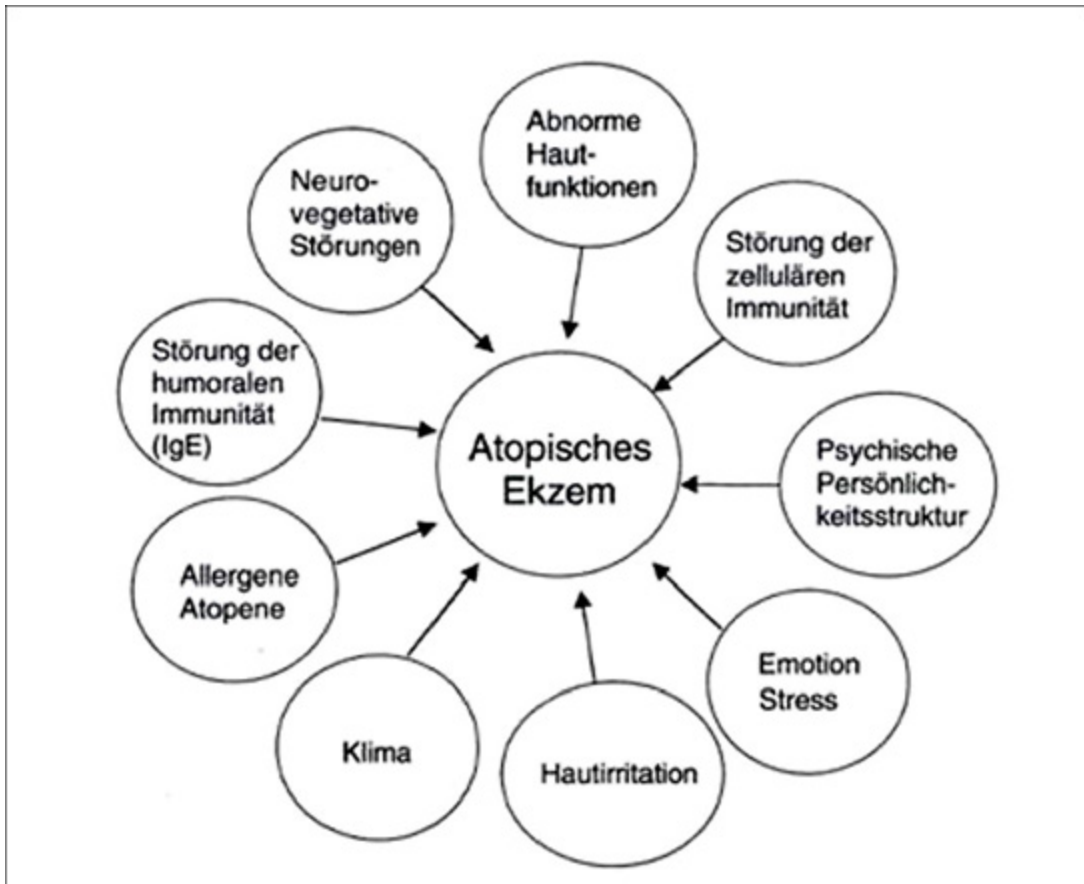 Abnorme
Haut-
funktionen
Neuro-
vegetative
Störungen
Störung der
zellulären
Immunität
Störung der
humoralen
Immunität
(IgE)
Atopisches
Ekzem
Psychische
Persönlich-
keitsstruktur
Allergene
Atopene
Emotion
Stress
Klima
Hautirritation